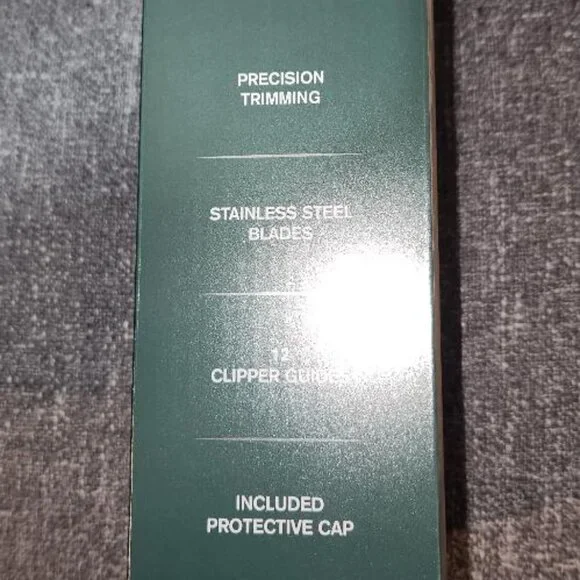 PRECISION
TRIMMING
STAINLESS STEEL
BLADES
12
CLIPPER GUIDES
INCLUDED
PROTECTIVE CAP